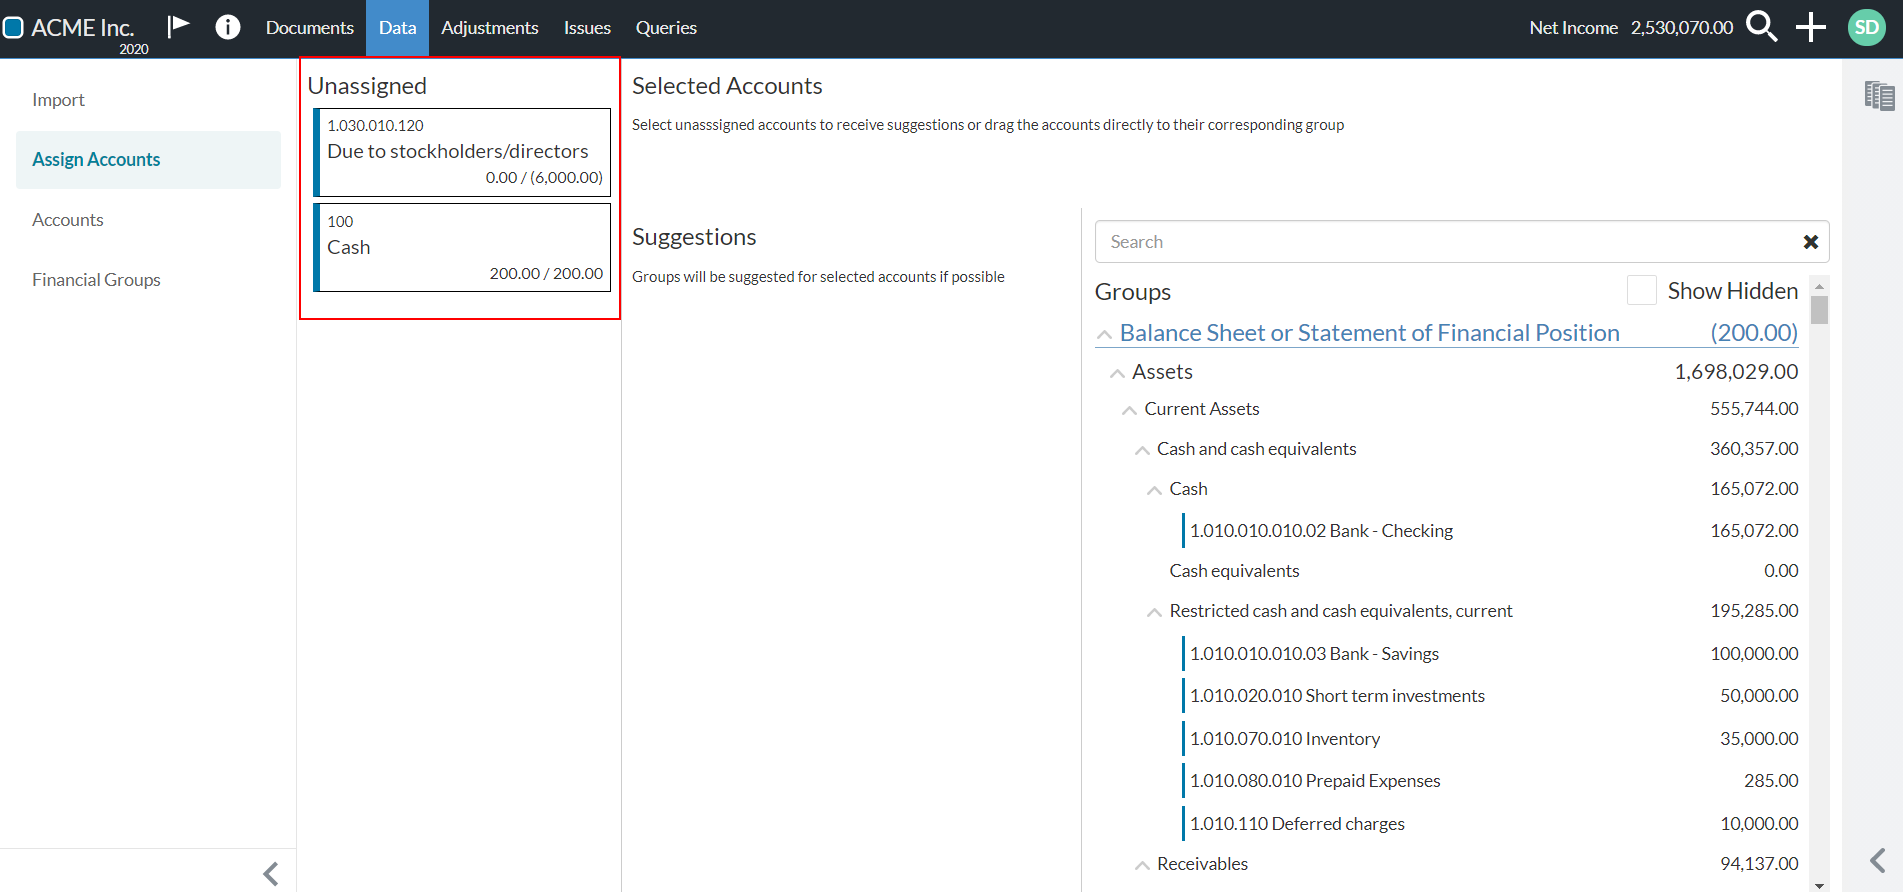 ACME Inc.
2020
Documents
Data
Adjustments
Issues
Queries
Net Income 2,530,070.00
SD
Import
Assign Accounts
Accounts
Financial Groups
Unassigned
1.030.010.120
Due to stockholders/directors
0.00 / (6,000.00)
100
Cash
200.00 / 200.00
Selected Accounts
Select unasssigned accounts to receive suggestions or drag the accounts directly to their corresponding group
Suggestions
Groups will be suggested for selected accounts if possible
Search
Groups
Show Hidden
Balance Sheet or Statement of Financial Position (200.00)
Assets 1,698,029.00
Current Assets 555,744.00
Cash and cash equivalents 360,357.00
Cash 165,072.00
1.010.010.010.02 Bank - Checking 165,072.00
Cash equivalents 0.00
Restricted cash and cash equivalents, current 195,285.00
1.010.010.010.03 Bank - Savings 100,000.00
1.010.020.010 Short term investments 50,000.00
1.010.070.010 Inventory 35,000.00
1.010.080.010 Prepaid Expenses 285.00
1.010.110 Deferred charges 10,000.00
Receivables 94,137.00